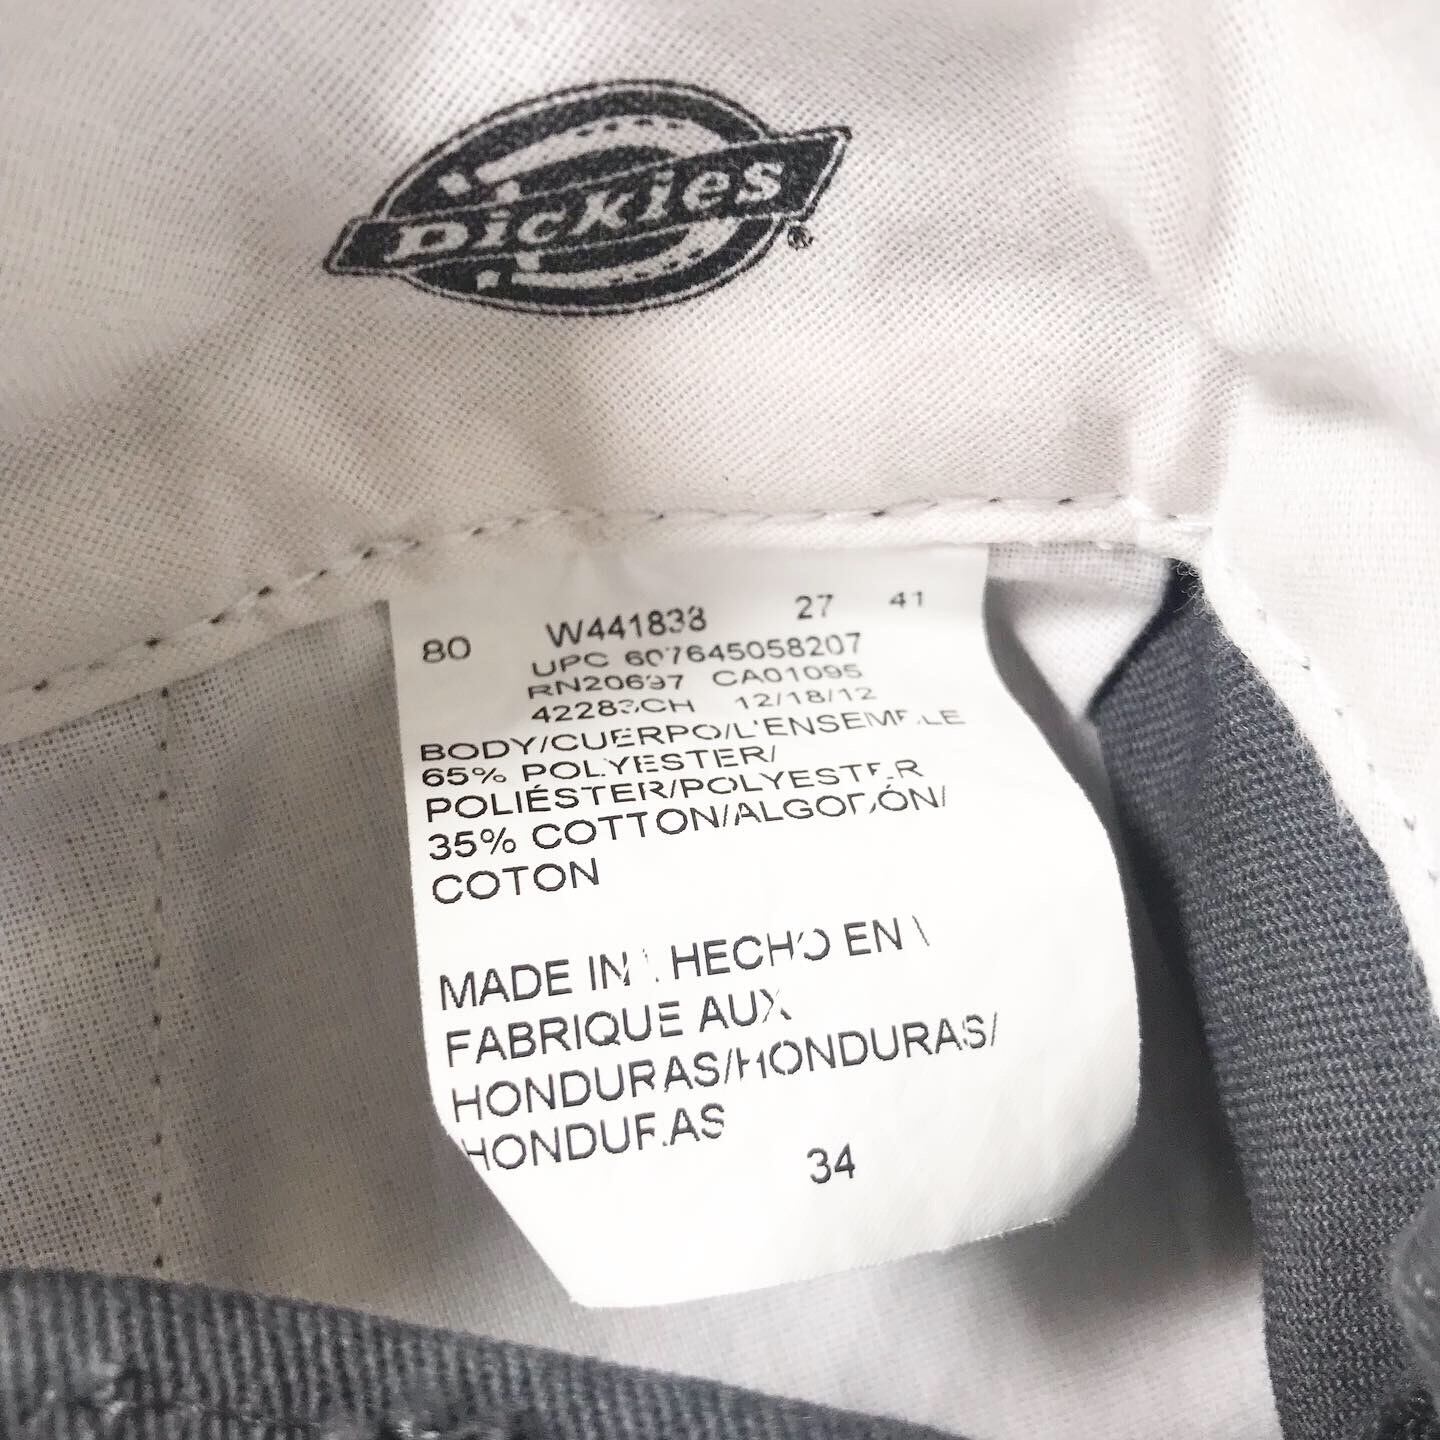 Dickies®
80 W441838 27 41
UPC 607645058207
RN20697 CA01095
12/18/12
BODY/CUERPO/L'ENSEMBLE
65% POLYESTER/
POLIÉSTER/POLYESTER
35% COTTON/ALGODÓN/
COTON
MADE IN HECHO EN
FABRIQUE AUX
HONDURAS/HONDURAS/
HONDURAS
34